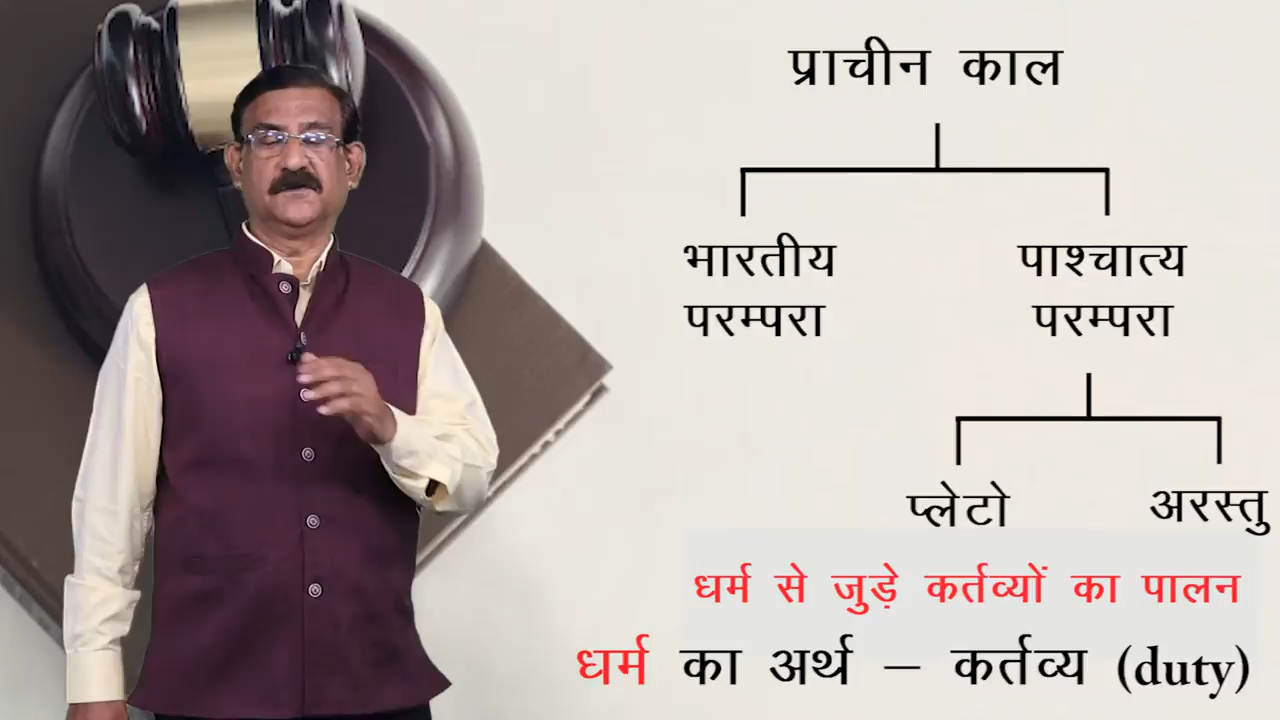 प्राचीन काल
भारतीय
परम्परा
पाश्चात्य
परम्परा
प्लेटो
अरस्तु
धर्म से जुड़े कर्तव्यों का पालन
धर्म का अर्थ – कर्तव्य (duty)